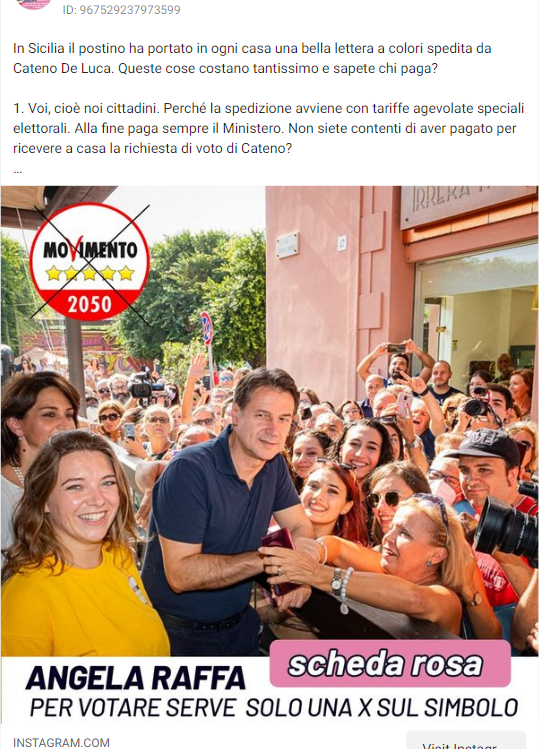 ID: 967529237973599
In Sicilia il postino ha portato in ogni casa una bella lettera a colori spedita da
Cateno De Luca. Queste cose costano tantissimo e sapete chi paga?
1. Voi, cioè noi cittadini. Perché la spedizione avviene con tariffe agevolate speciali
elettorali. Alla fine paga sempre il Ministero. Non siete contenti di aver pagato per
ricevere a casa la richiesta di voto di Cateno?
...
MOVIMENTO
2050
scheda rosa
ANGELA RAFFA
PER VOTARE SERVE SOLO UNA X SUL SIMBOLO
INSTAGRAM.COM